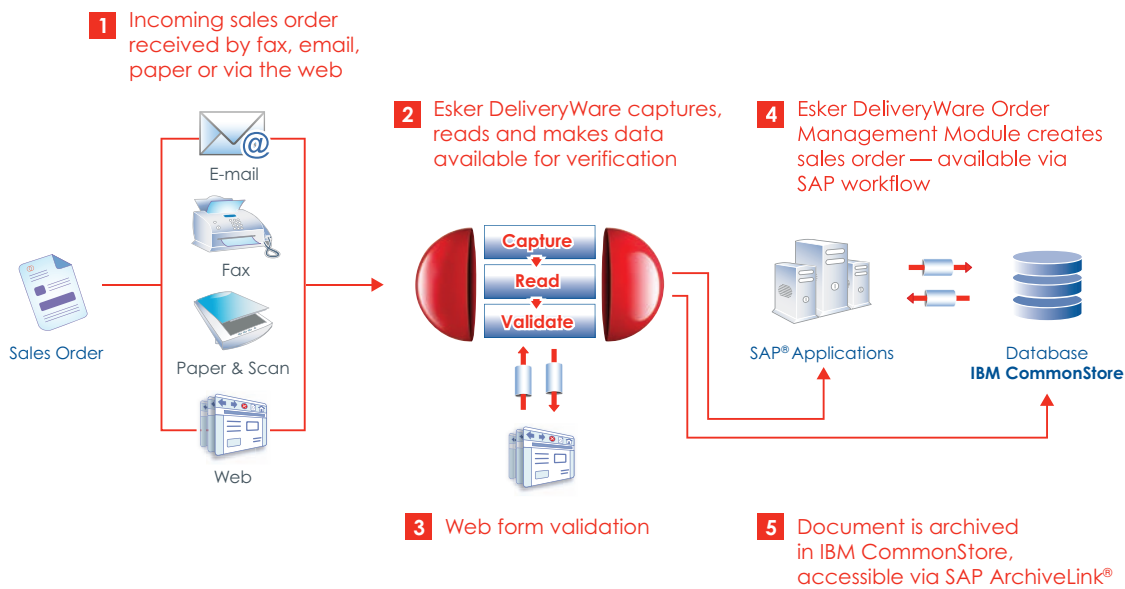 1 Incoming sales order
received by fax, email,
paper or via the web
2 Esker DeliveryWare captures,
reads and makes data
available for verification
4 Esker DeliveryWare Order
Management Module creates
sales order — available via
SAP workflow
@
E-mail
Fax
Paper & Scan
Web
Sales Order
Capture
Read
Validate
SAP® Applications
Database
IBM CommonStore
3 Web form validation
5 Document is archived
in IBM CommonStore,
accessible via SAP ArchiveLink®